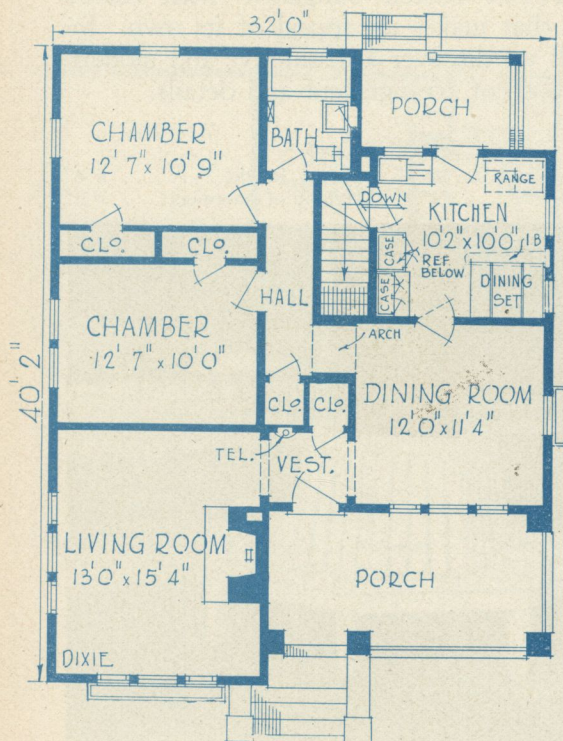 32'0"
40' 2"
CHAMBER
12' 7" x 10' 9"
BATH
PORCH
RANGE
DOWN
KITCHEN
10'2" x 10'0"
1B
CASE
REF.
BELOW
CASE
DINING
SET
CLO.
CLO.
HALL
CHAMBER
12' 7" x 10'0"
ARCH
DINING ROOM
12'0" x 11'4"
CLO.
CLO.
TEL.
VEST.
LIVING ROOM
13'0" x 15'4"
PORCH
DIXIE